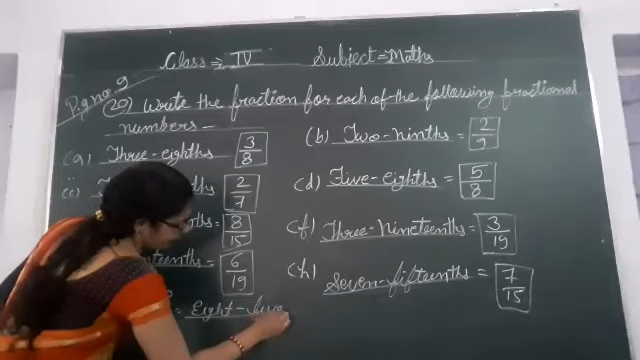 Class → IV Subject = Maths
P.g no. 9
(20) Write the fraction for each of the following fractional
numbers —
(a) Three-eighths 3/8 (b) Two-ninths = 2/9
(c) 2/7 (d) Five-eighths = 5/8
= 8/15 (f) Three-nineteenths = 3/19
= 6/19 (h) Seven-fifteenths = 7/15
= Eight-